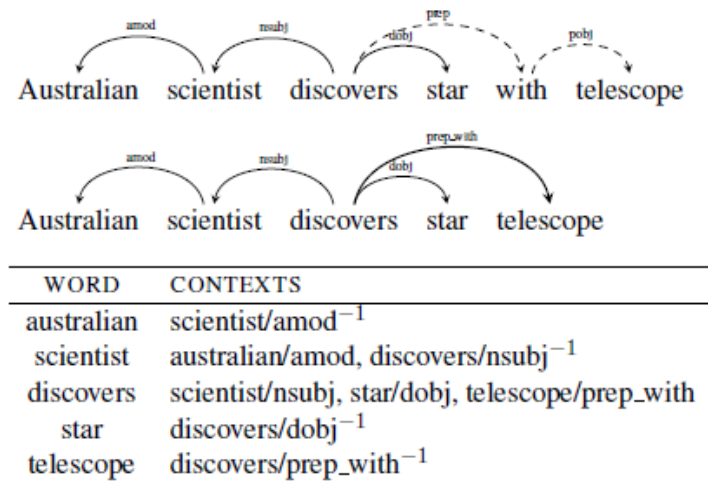 amod nsubj dobj prep pobj
Australian scientist discovers star with telescope
amod nsubj dobj prep_with
Australian scientist discovers star telescope
WORD CONTEXTS
australian scientist/amod⁻¹
scientist australian/amod, discovers/nsubj⁻¹
discovers scientist/nsubj, star/dobj, telescope/prep_with
star discovers/dobj⁻¹
telescope discovers/prep_with⁻¹